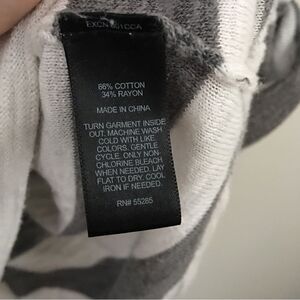 86% COTTON
34% RAYON
MADE IN CHINA
TURN GARMENT INSIDE
OUT. MACHINE WASH
COLD WITH LIKE
COLORS. GENTLE
CYCLE. ONLY NON-
CHLORINE BLEACH
WHEN NEEDED. LAY
FLAT TO DRY. COOL
IRON IF NEEDED.
RN# 55285